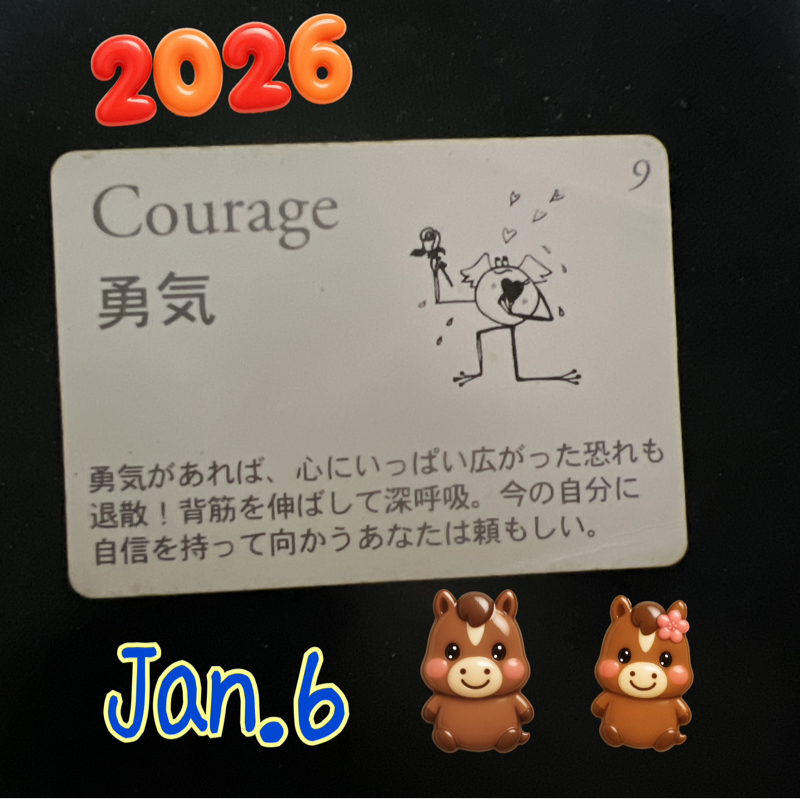 2026
Courage
9
勇気
勇気があれば、心にいっぱい広がった恐れも
退散！背筋を伸ばして深呼吸。今の自分に
自信を持って向かうあなたは頼もしい。
Jan.6